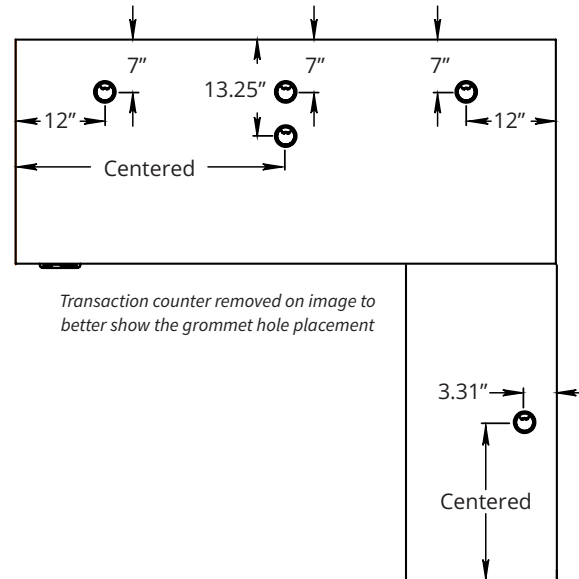 7”
7”
7”
13.25”
12”
12”
Centered
Transaction counter removed on image to
better show the grommet hole placement
3.31”
Centered